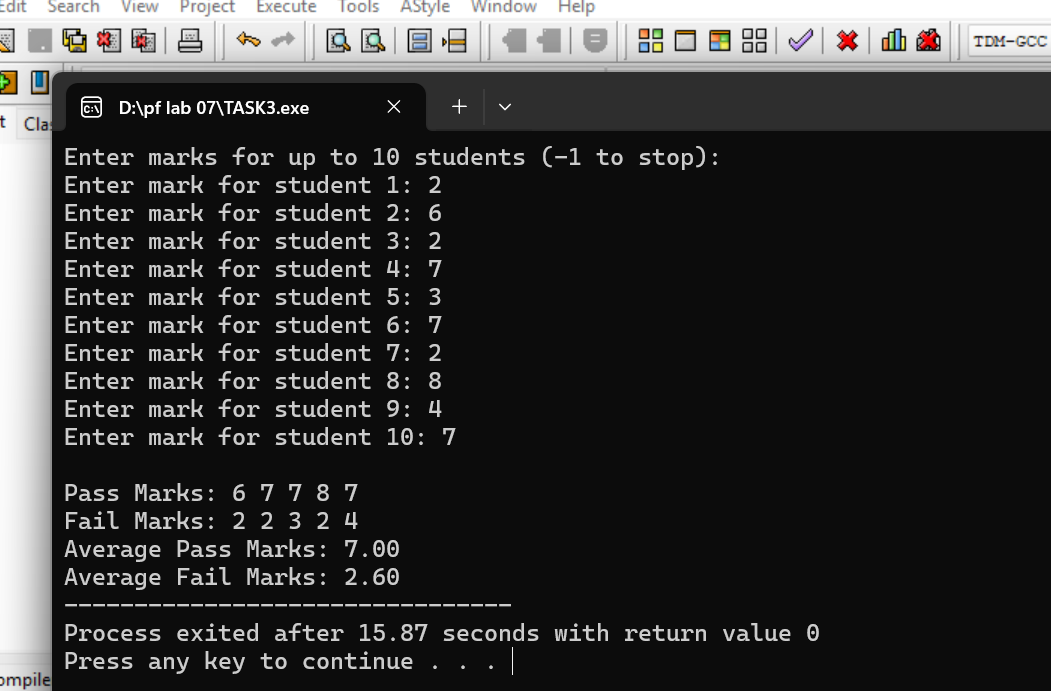 Edit Search View Project Execute Tools AStyle Window Help
TDM-GCC
D:\pf lab 07\TASK3.exe
Enter marks for up to 10 students (-1 to stop):
Enter mark for student 1: 2
Enter mark for student 2: 6
Enter mark for student 3: 2
Enter mark for student 4: 7
Enter mark for student 5: 3
Enter mark for student 6: 7
Enter mark for student 7: 2
Enter mark for student 8: 8
Enter mark for student 9: 4
Enter mark for student 10: 7
Pass Marks: 6 7 7 8 7
Fail Marks: 2 2 3 2 4
Average Pass Marks: 7.00
Average Fail Marks: 2.60
--------------------------------
Process exited after 15.87 seconds with return value 0
Press any key to continue . . .